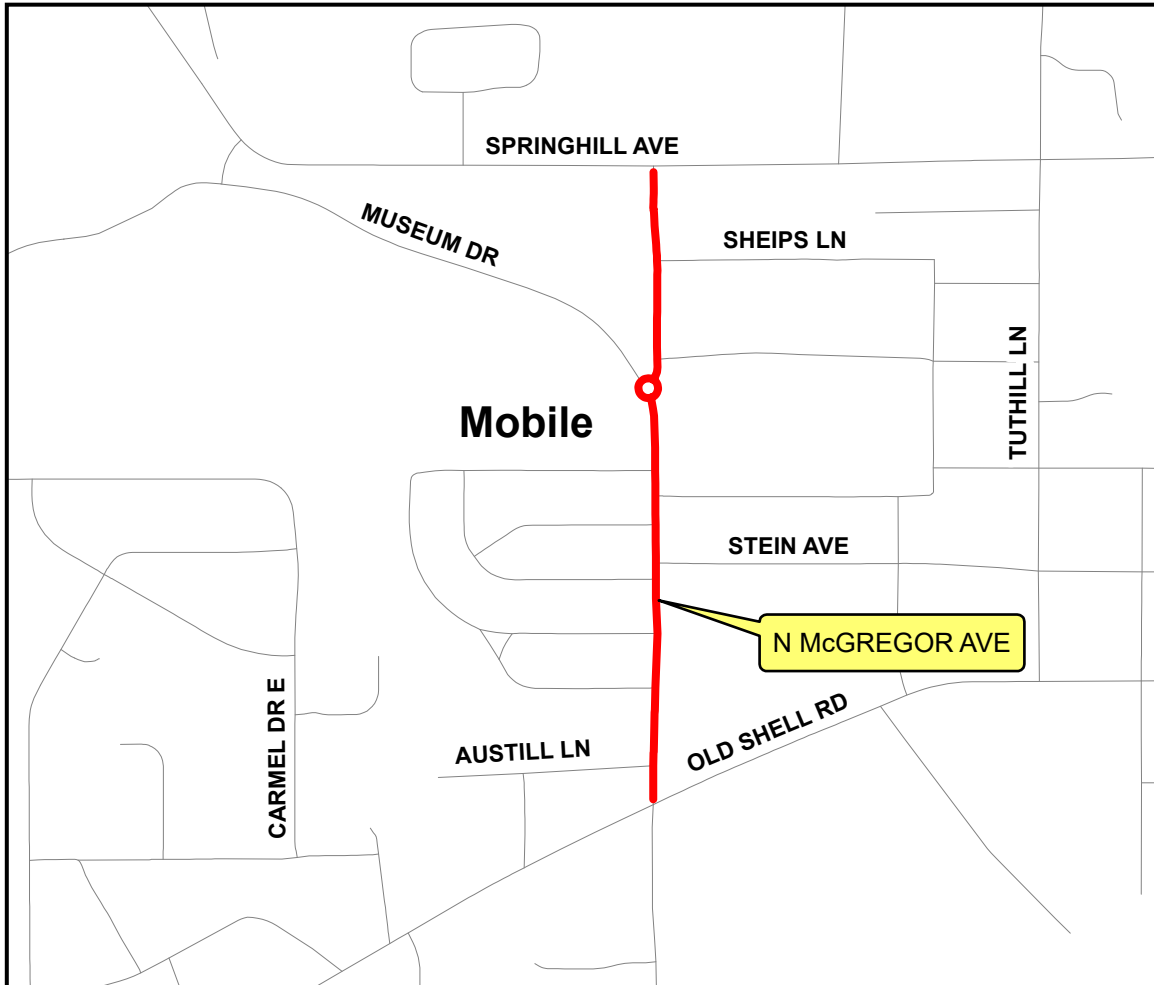 SPRINGHILL AVE
MUSEUM DR
SHEIPS LN
TUTHILL LN
Mobile
STEIN AVE
N McGREGOR AVE
CARMEL DR E
OLD SHELL RD
AUSTILL LN